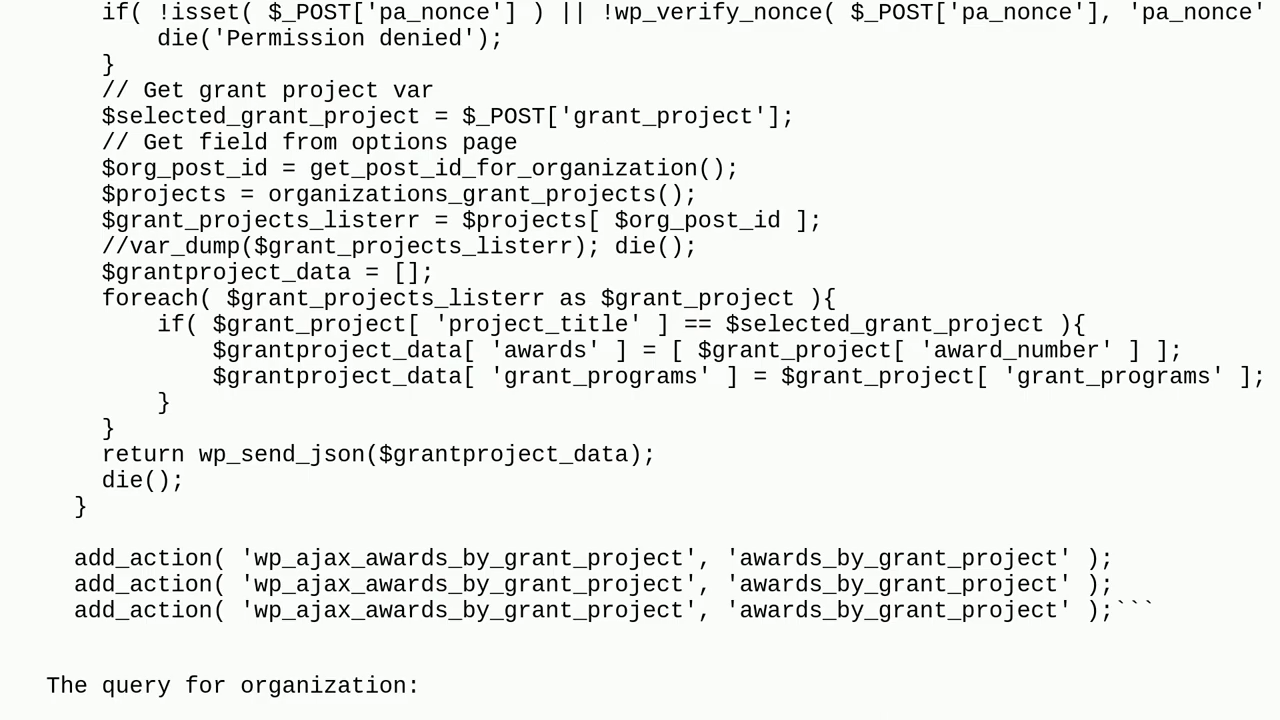 if( !isset( $_POST['pa_nonce'] ) || !wp_verify_nonce( $_POST['pa_nonce'], 'pa_nonce'
die('Permission denied');
}
// Get grant project var
$selected_grant_project = $_POST['grant_project'];
// Get field from options page
$org_post_id = get_post_id_for_organization();
$projects = organizations_grant_projects();
$grant_projects_listerr = $projects[ $org_post_id ];
//var_dump($grant_projects_listerr); die();
$grantproject_data = [];
foreach( $grant_projects_listerr as $grant_project ){
if( $grant_project[ 'project_title' ] == $selected_grant_project ){
$grantproject_data[ 'awards' ] = [ $grant_project[ 'award_number' ] ];
$grantproject_data[ 'grant_programs' ] = $grant_project[ 'grant_programs' ];
}
}
return wp_send_json($grantproject_data);
die();
}
add_action( 'wp_ajax_awards_by_grant_project', 'awards_by_grant_project' );
add_action( 'wp_ajax_awards_by_grant_project', 'awards_by_grant_project' );
add_action( 'wp_ajax_awards_by_grant_project', 'awards_by_grant_project' );```
The query for organization: